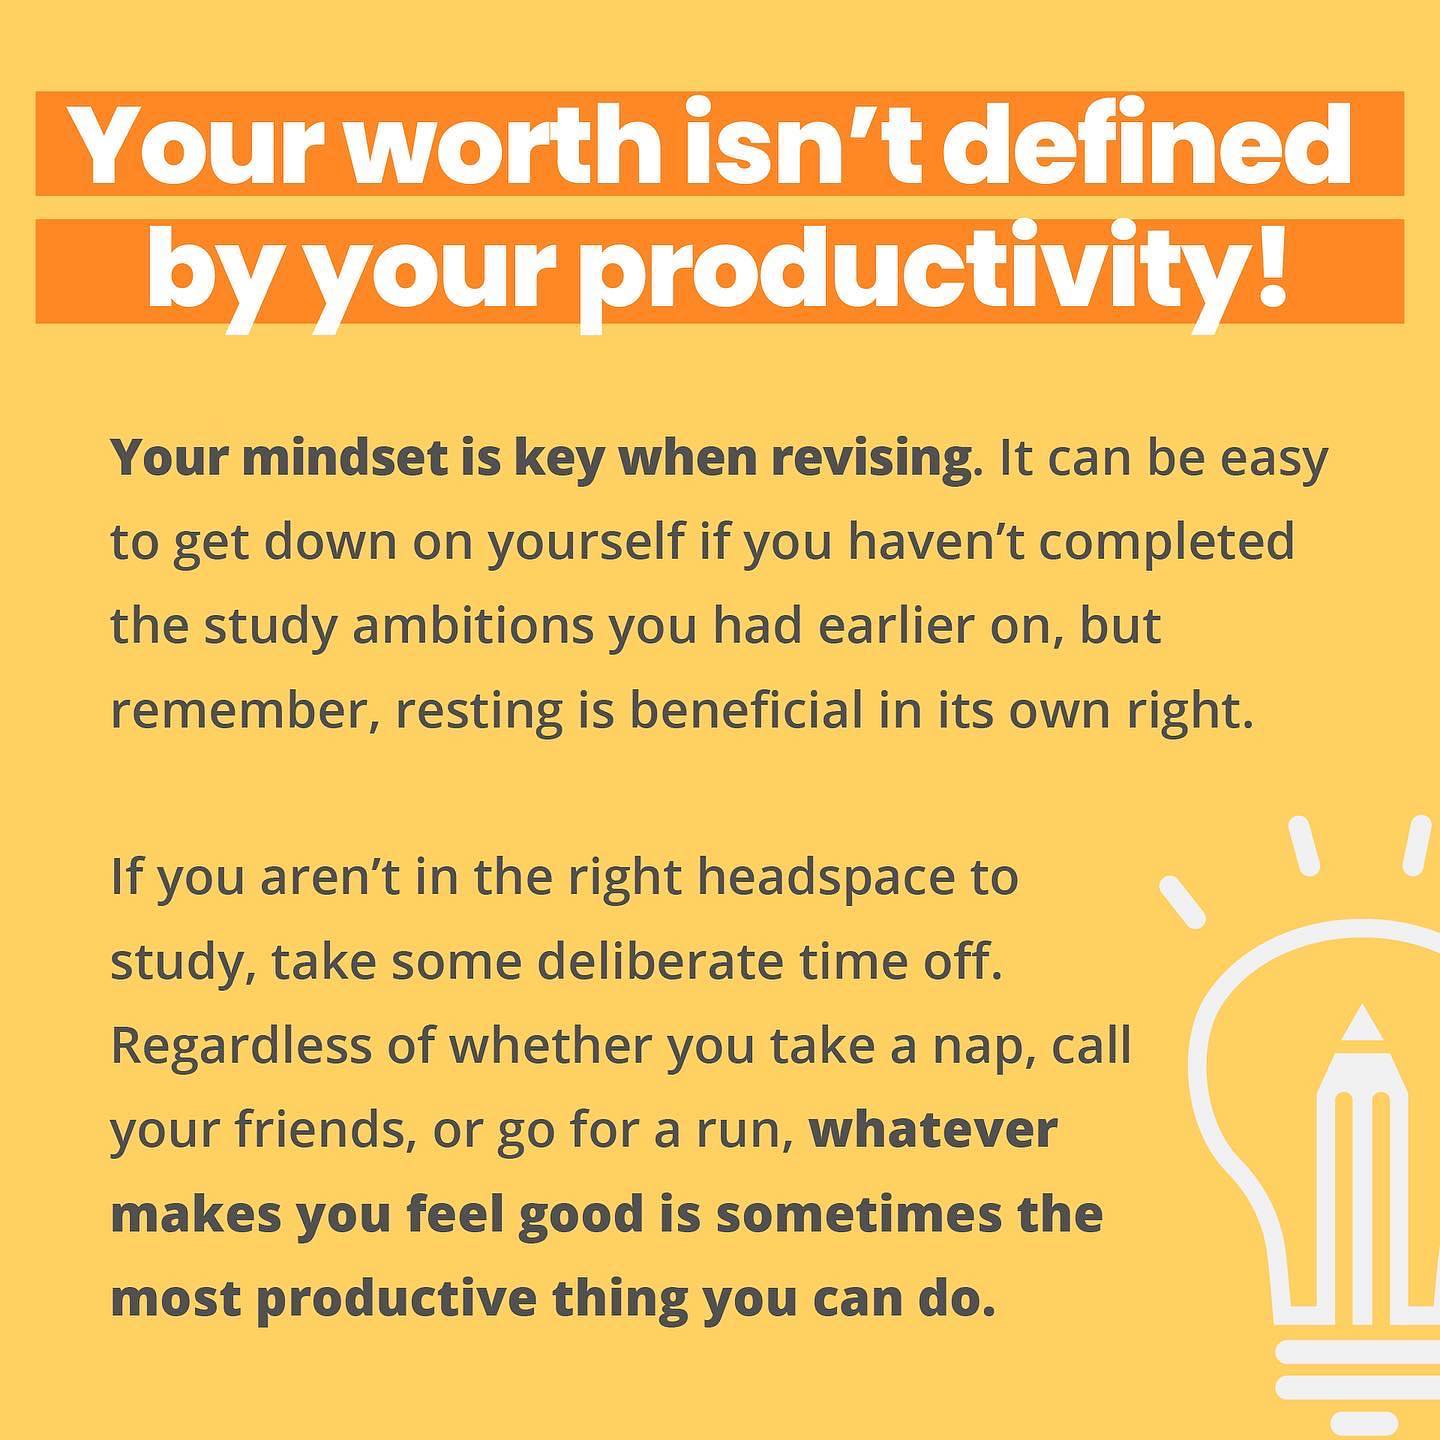 Your worth isn’t defined
by your productivity!
Your mindset is key when revising. It can be easy
to get down on yourself if you haven’t completed
the study ambitions you had earlier on, but
remember, resting is beneficial in its own right.
If you aren’t in the right headspace to
study, take some deliberate time off.
Regardless of whether you take a nap, call
your friends, or go for a run, whatever
makes you feel good is sometimes the
most productive thing you can do.